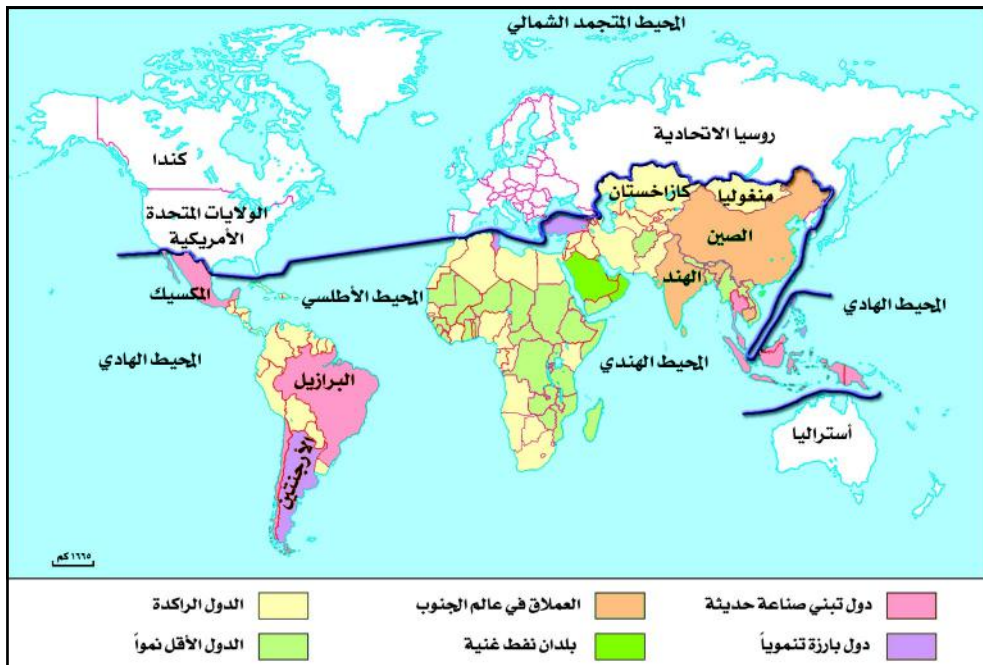 المحيط المتجمد الشمالي
روسيا الاتحادية
كندا
كازاخستان
منغوليا
الولايات المتحدة
الأمريكية
الصين
المكسيك
المحيط الأطلسي
الهند
المحيط الهادي
المحيط الهادي
المحيط الهندي
البرازيل
أستراليا
الأرجنتين
١٦٦٥ كم
دول تبني صناعة حديثة
العملاق في عالم الجنوب
الدول الراكدة
دول بارزة تنموياً
بلدان نفط غنية
الدول الأقل نمواً